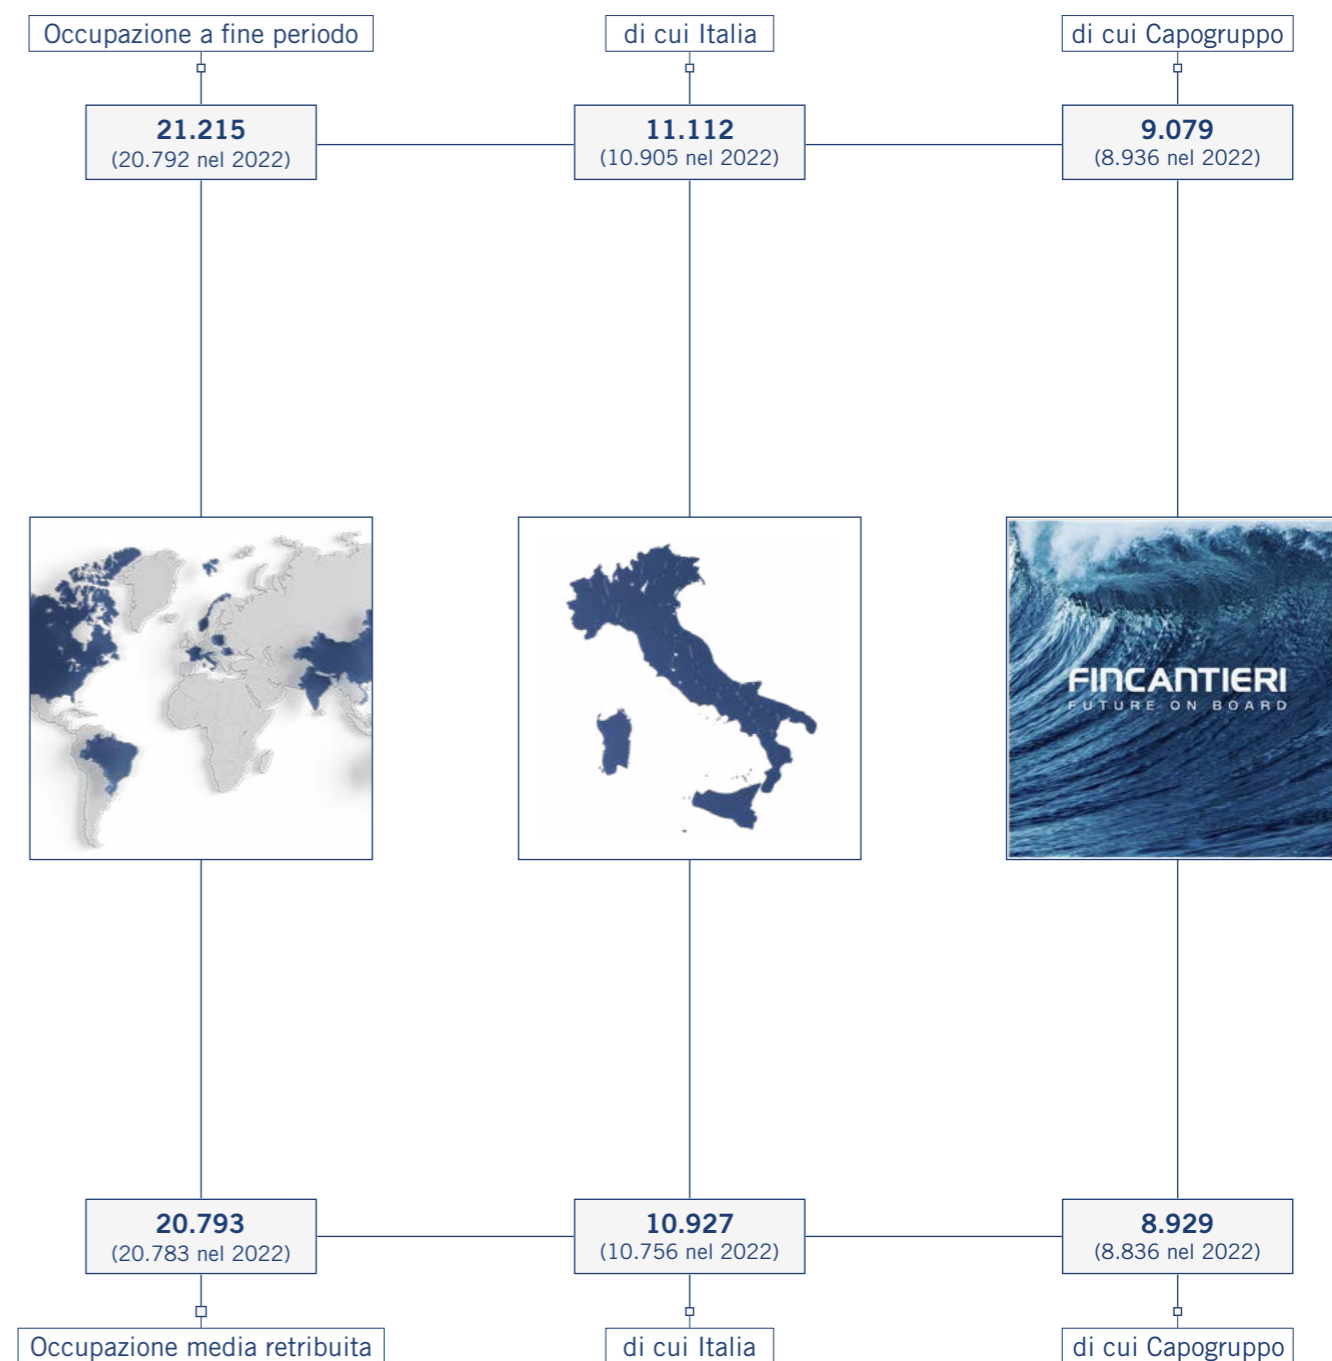 Occupazione a fine periodo
di cui Italia
di cui Capogruppo
21.215
(20.792 nel 2022)
11.112
(10.905 nel 2022)
9.079
(8.936 nel 2022)
FINCANTIERI
FUTURE ON BOARD
20.793
(20.783 nel 2022)
10.927
(10.756 nel 2022)
8.929
(8.836 nel 2022)
Occupazione media retribuita
di cui Italia
di cui Capogruppo